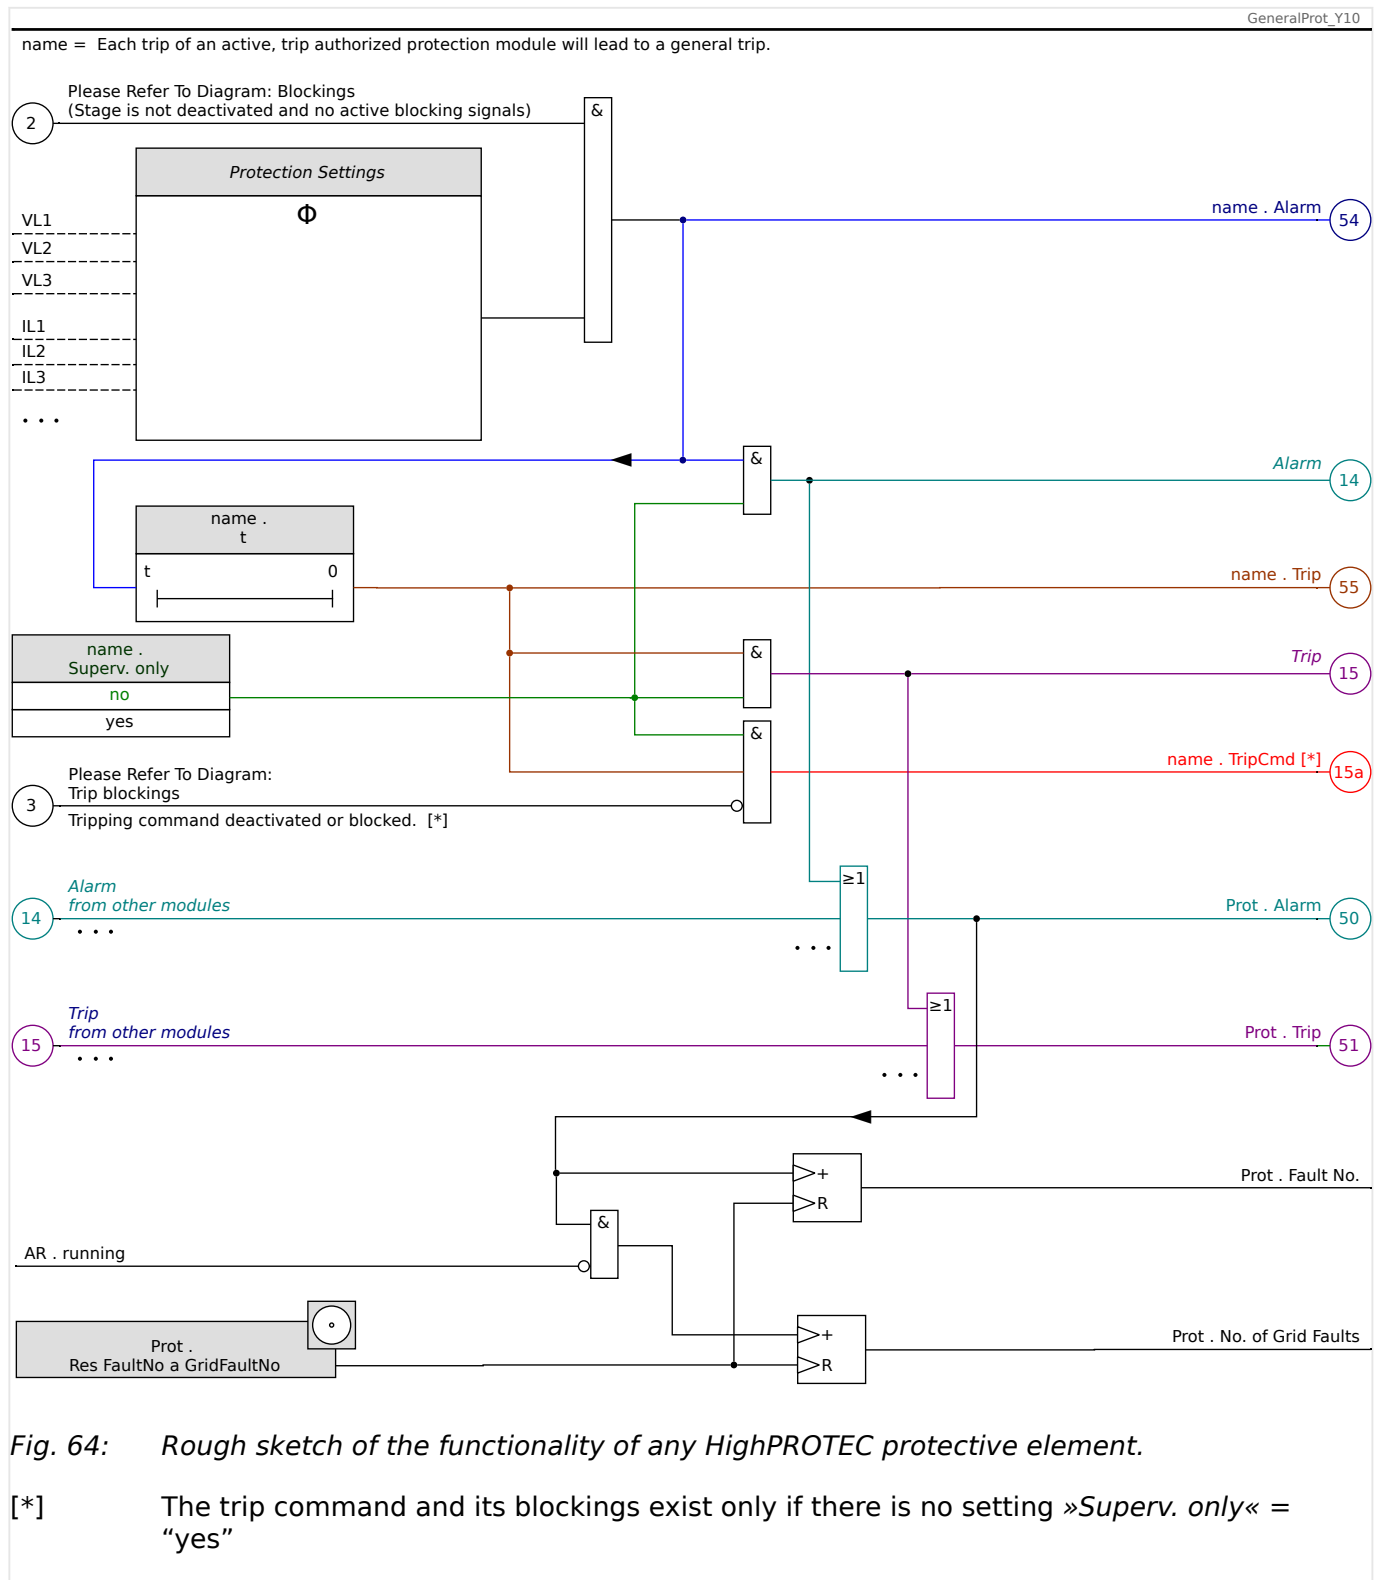 GeneralProt_Y10
name =  Each trip of an active, trip authorized protection module will lead to a general trip.
Please Refer To Diagram: Blockings
(Stage is not deactivated and no active blocking signals)
2
&
Protection Settings
Φ
VL1
VL2
VL3
IL1
IL2
IL3
. . .
name . Alarm
54
&
Alarm
14
name .
t
t 0
name . Trip
55
name .
Superv. only
no
yes
&
Trip
15
&
name . TripCmd [*]
15a
Please Refer To Diagram:
Trip blockings
3
Tripping command deactivated or blocked.  [*]
Alarm
from other modules
14
. . .
≥1
. . .
Prot . Alarm
50
Trip
from other modules
15
. . .
≥1
. . .
Prot . Trip
51
+
R
Prot . Fault No.
&
AR . running
Prot .
Res FaultNo a GridFaultNo
+
R
Prot . No. of Grid Faults
Fig. 64: Rough sketch of the functionality of any HighPROTEC protective element.
[*] The trip command and its blockings exist only if there is no setting »Superv. only« =
“yes”